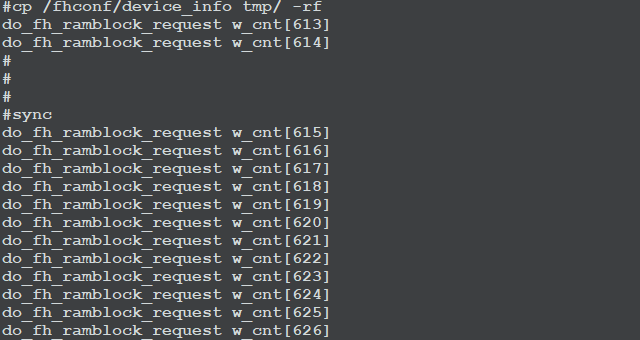 #cp /fhconf/device_info tmp/ -rf
do_fh_ramblock_request w_cnt[613]
do_fh_ramblock_request w_cnt[614]
#
#
#
#sync
do_fh_ramblock_request w_cnt[615]
do_fh_ramblock_request w_cnt[616]
do_fh_ramblock_request w_cnt[617]
do_fh_ramblock_request w_cnt[618]
do_fh_ramblock_request w_cnt[619]
do_fh_ramblock_request w_cnt[620]
do_fh_ramblock_request w_cnt[621]
do_fh_ramblock_request w_cnt[622]
do_fh_ramblock_request w_cnt[623]
do_fh_ramblock_request w_cnt[624]
do_fh_ramblock_request w_cnt[625]
do_fh_ramblock_request w_cnt[626]